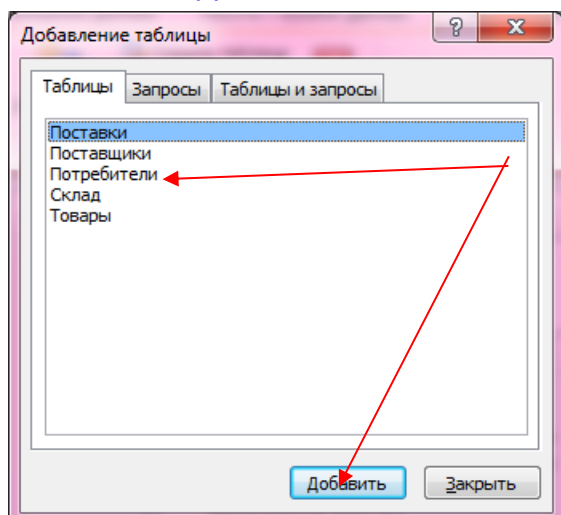 Добавление таблицы
Таблицы Запросы Таблицы и запросы
Поставки
Поставщики
Потребители
Склад
Товары
Добавить Закрыть